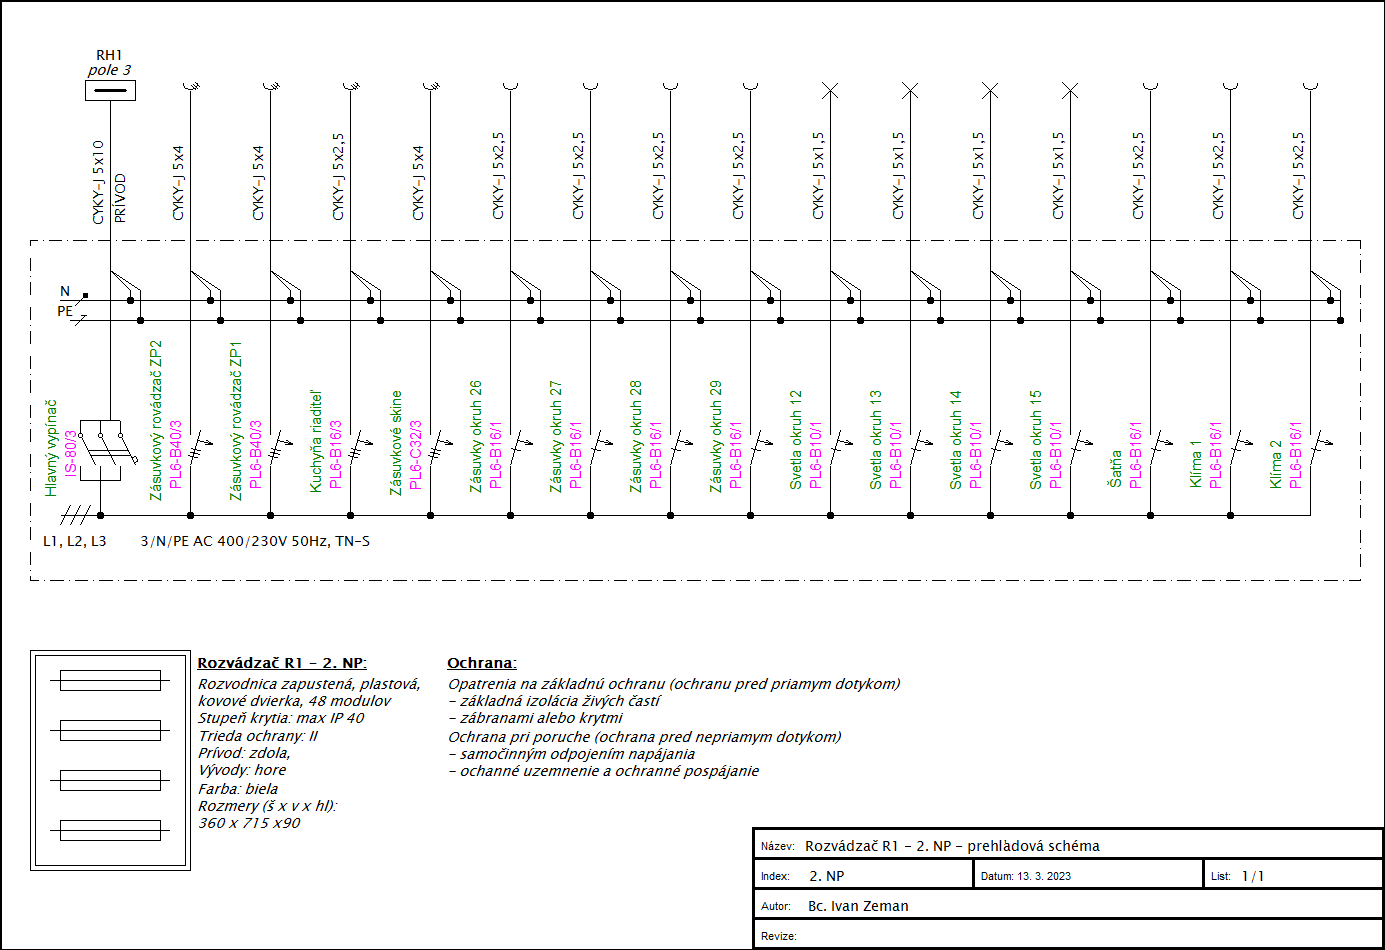 RH1
pole 3
CYKY-J 5x10
PRÍVOD
CYKY-J 5x4
CYKY-J 5x4
CYKY-J 5x2,5
CYKY-J 5x4
CYKY-J 5x2,5
CYKY-J 5x2,5
CYKY-J 5x2,5
CYKY-J 5x2,5
CYKY-J 5x1,5
CYKY-J 5x1,5
CYKY-J 5x1,5
CYKY-J 5x1,5
CYKY-J 5x2,5
CYKY-J 5x2,5
CYKY-J 5x2,5
N
PE
Hlavný vypínač
IS-80/3
Zásuvkový rovádzač ZP2
PL6-B40/3
Zásuvkový rovádzač ZP1
PL6-B40/3
Kuchyňa riaditeľ
PL6-B16/3
Zásuvkové skine
PL6-C32/3
Zásuvky okruh 26
PL6-B16/1
Zásuvky okruh 27
PL6-B16/1
Zásuvky okruh 28
PL6-B16/1
Zásuvky okruh 29
PL6-B16/1
Svetla okruh 12
PL6-B10/1
Svetla okruh 13
PL6-B10/1
Svetla okruh 14
PL6-B10/1
Svetla okruh 15
PL6-B10/1
Šatňa
PL6-B16/1
Klíma 1
PL6-B16/1
Klíma 2
PL6-B16/1
L1, L2, L3
3/N/PE AC 400/230V 50Hz, TN-S
Rozvádzač R1 - 2. NP:
Rozvodnica zapustená, plastová,
kovové dvierka, 48 modulov
Stupeň krytia: max IP 40
Trieda ochrany: II
Prívod: zdola,
Vývody: hore
Farba: biela
Rozmery (š x v x hl):
360 x 715 x90
Ochrana:
Opatrenia na základnú ochranu (ochranu pred priamym dotykom)
- základná izolácia živých častí
- zábranami alebo krytmi
Ochrana pri poruche (ochrana pred nepriamym dotykom)
- samočinným odpojením napájania
- ochanné uzemnenie a ochranné pospájanie
Název: Rozvádzač R1 - 2. NP - prehľadová schéma
Index: 2. NP
Datum: 13. 3. 2023
List: 1/1
Autor: Bc. Ivan Zeman
Revize: